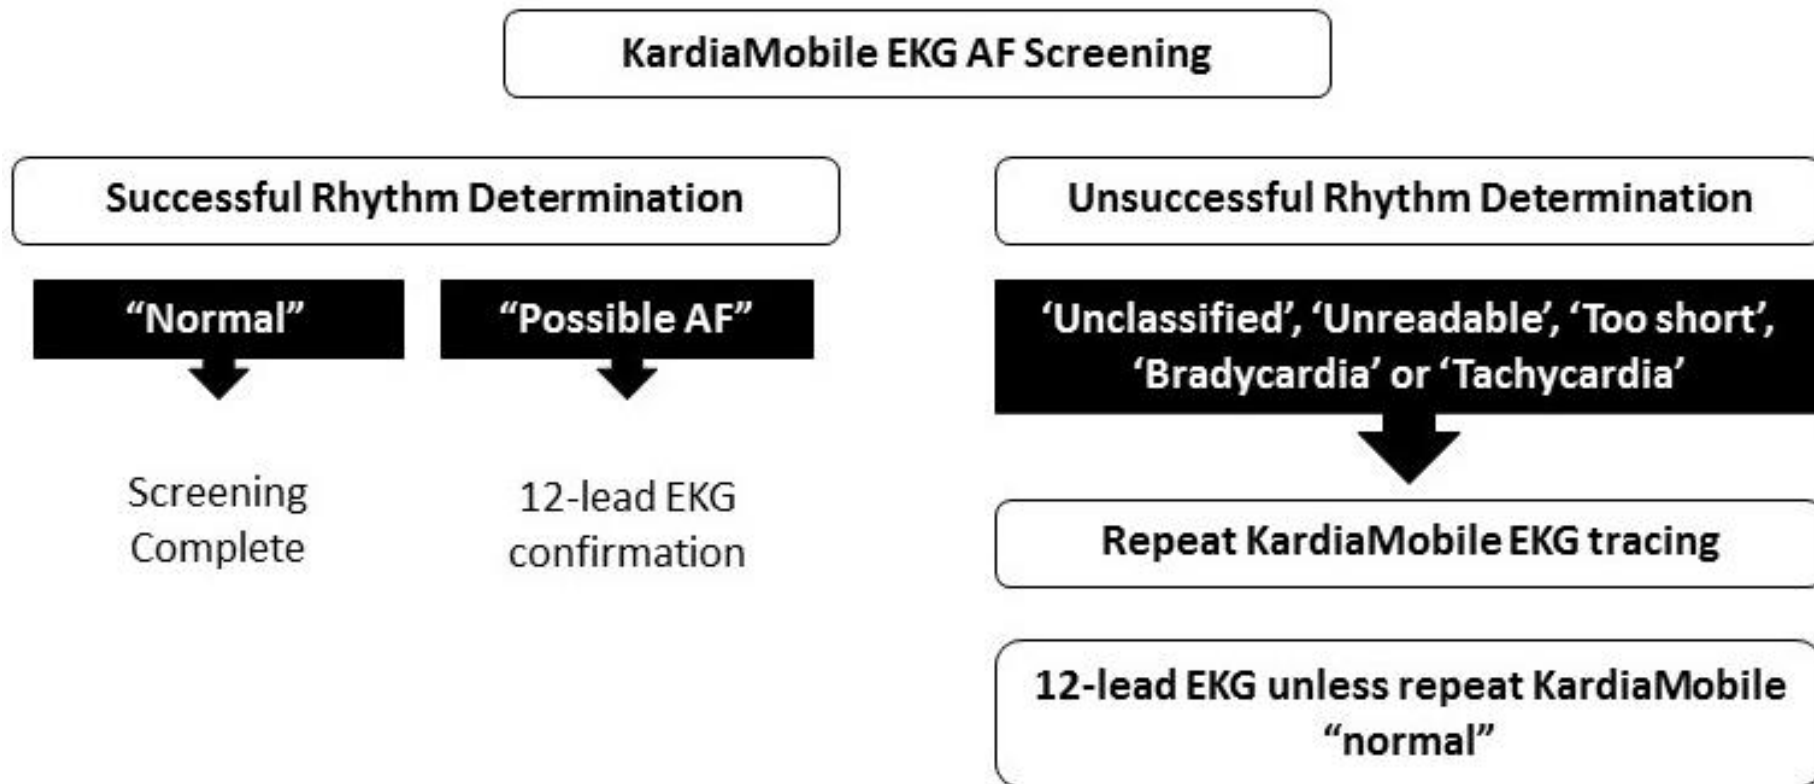 KardiaMobile EKG AF Screening
Successful Rhythm Determination
“Normal”
Screening
Complete
“Possible AF”
12-lead EKG
confirmation
Unsuccessful Rhythm Determination
‘Unclassified’, ‘Unreadable’, ‘Too short’,
‘Bradycardia’ or ‘Tachycardia’
Repeat KardiaMobile EKG tracing
12-lead EKG unless repeat KardiaMobile
“normal”